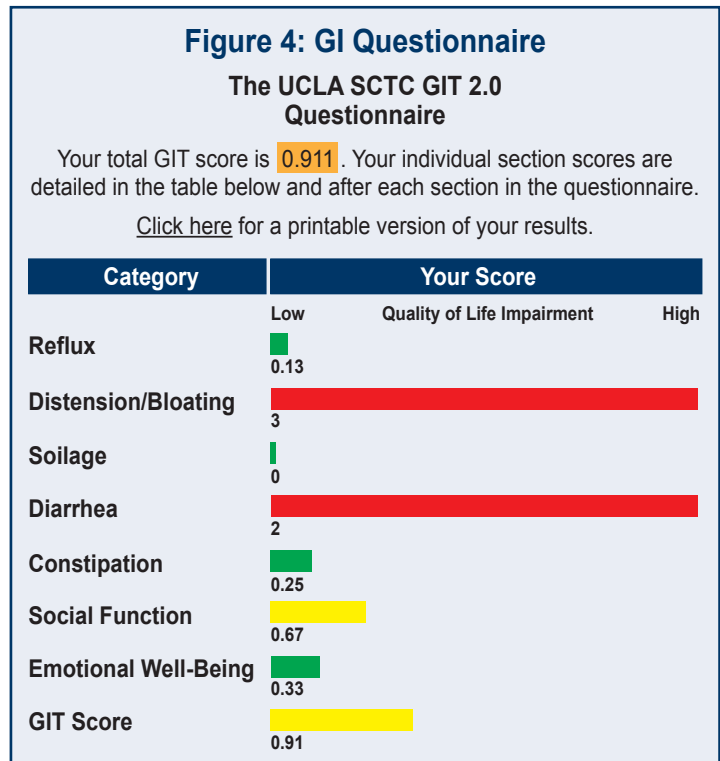 Figure 4: GI Questionnaire
The UCLA SCTC GIT 2.0
Questionnaire
Your total GIT score is 0.911 . Your individual section scores are
detailed in the table below and after each section in the questionnaire.
Click here for a printable version of your results.
Category Your Score
Low Quality of Life Impairment High
Reflux
0.13
Distension/Bloating
3
Soilage
0
Diarrhea
2
Constipation
0.25
Social Function
0.67
Emotional Well-Being
0.33
GIT Score
0.91